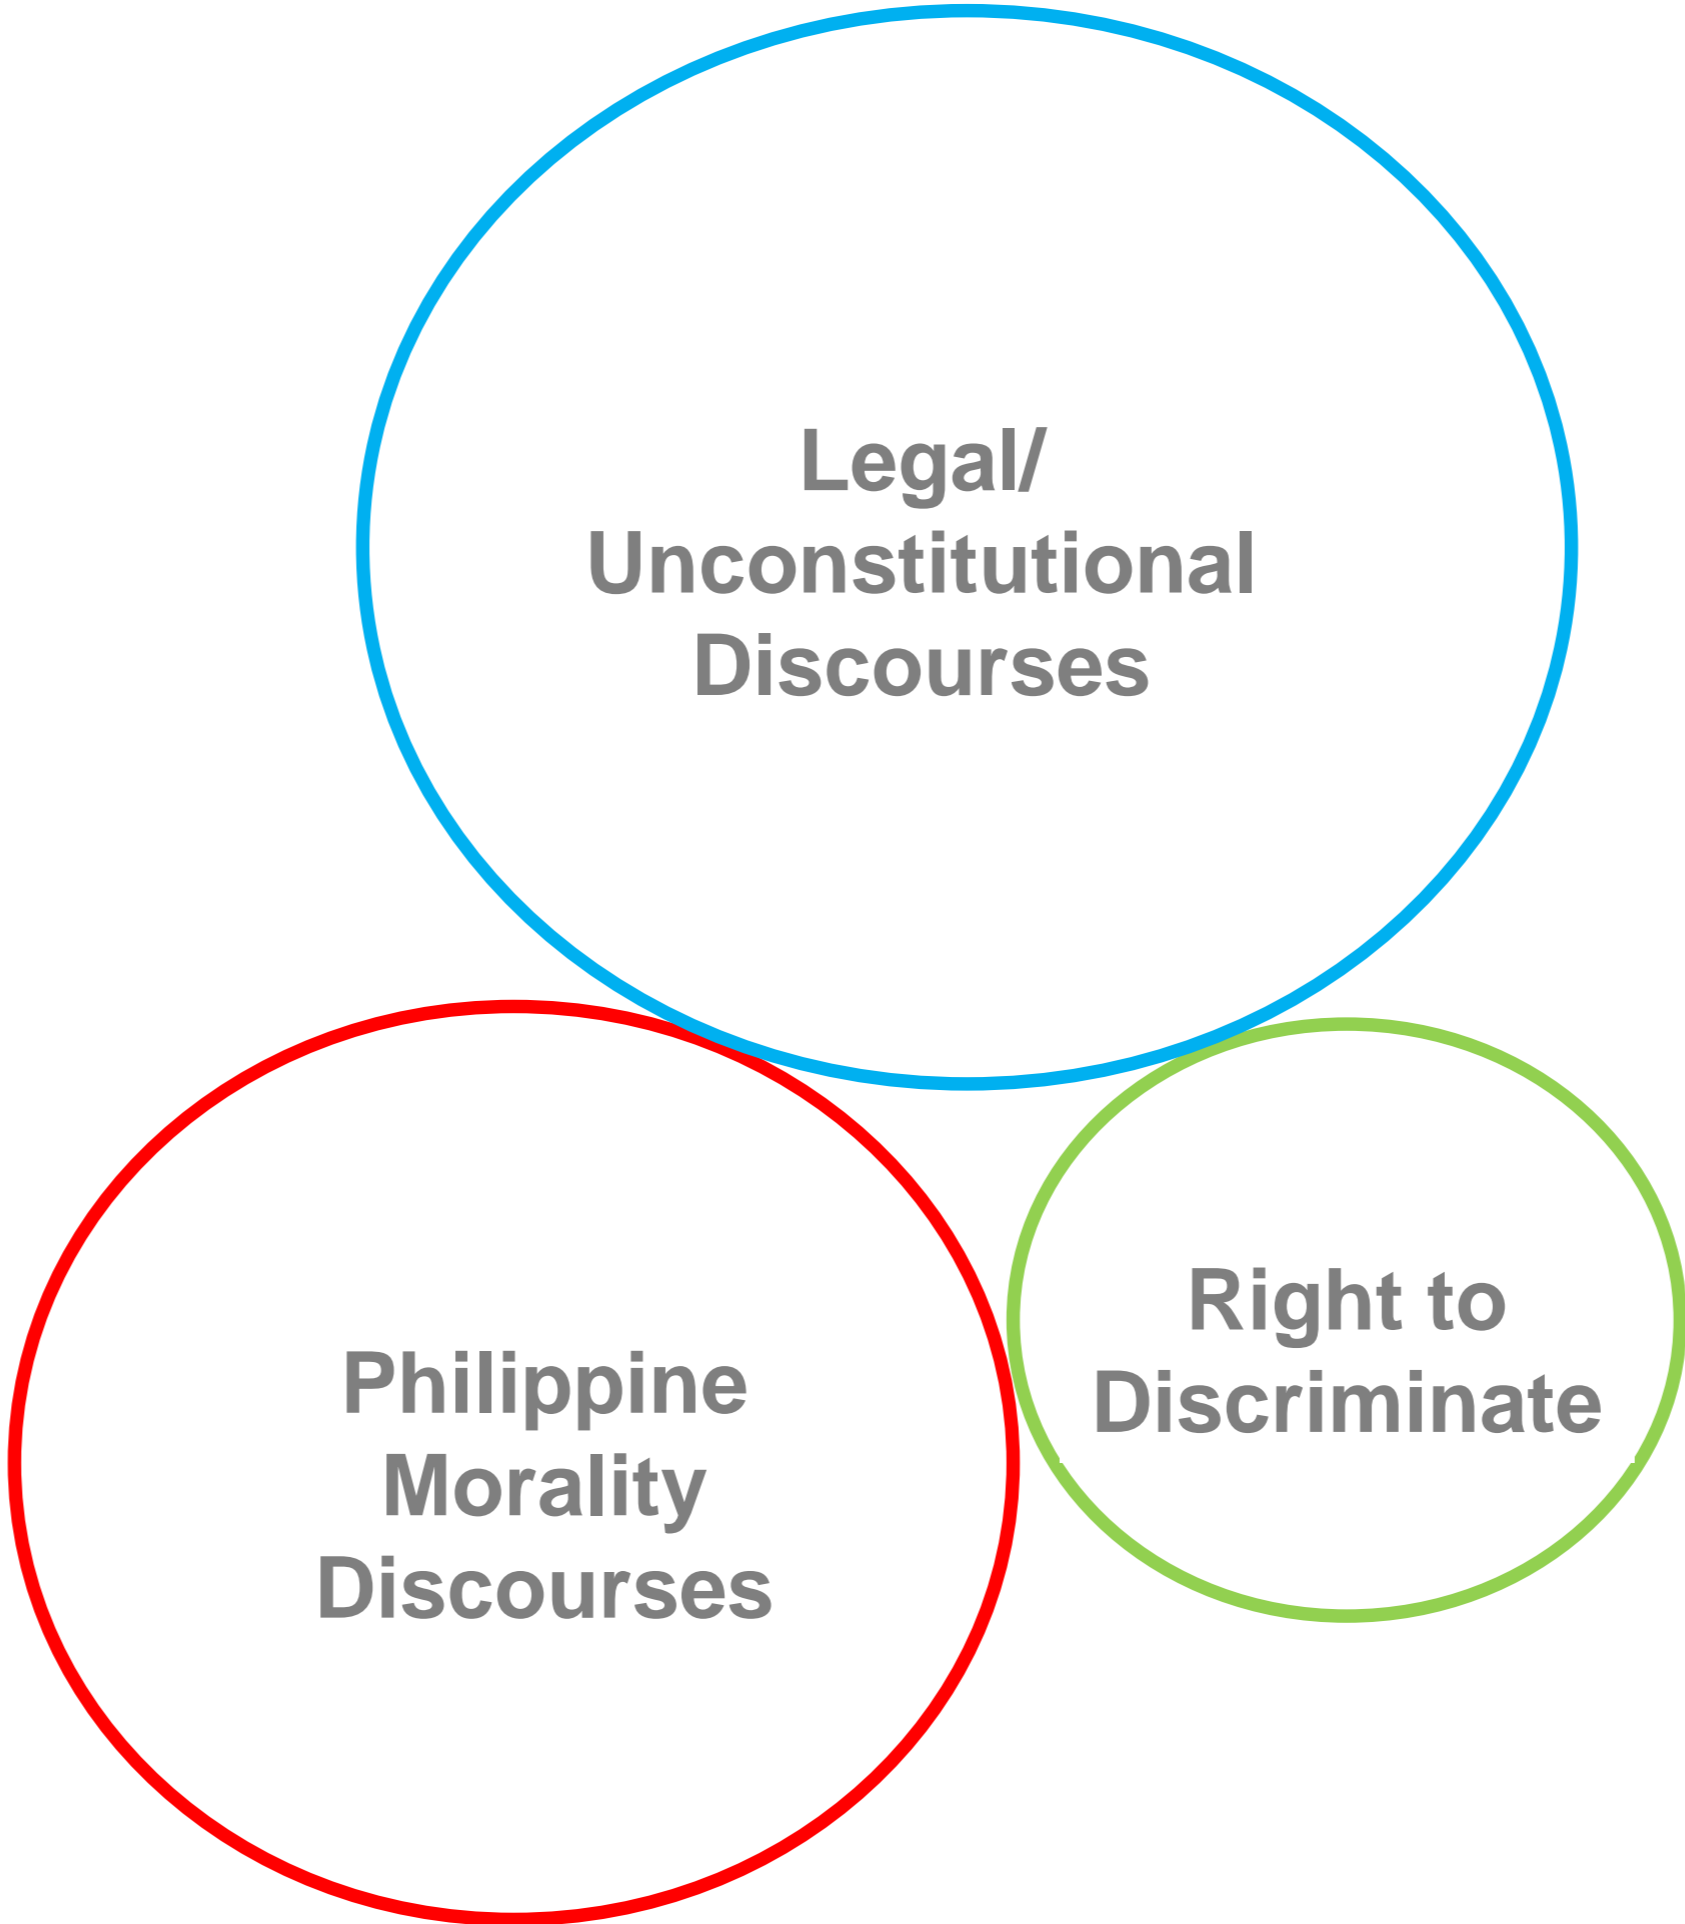 Legal/
Unconstitutional
Discourses
Right to
Discriminate
Philippine
Morality
Discourses